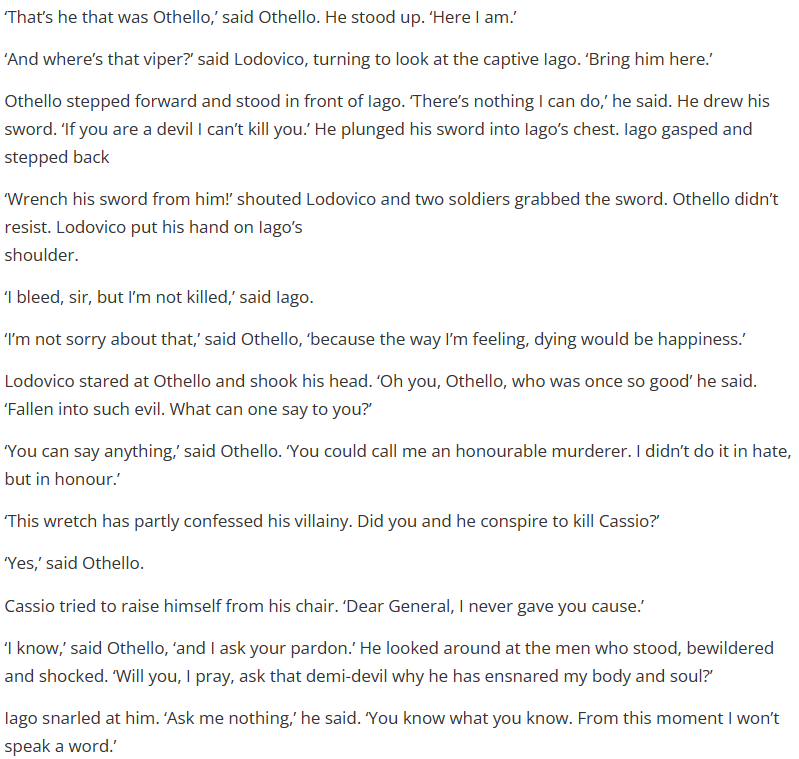 ‘That’s he that was Othello,’ said Othello. He stood up. ‘Here I am.’
‘And where’s that viper?’ said Lodovico, turning to look at the captive Iago. ‘Bring him here.’
Othello stepped forward and stood in front of Iago. ‘There’s nothing I can do,’ he said. He drew his
sword. ‘If you are a devil I can’t kill you.’ He plunged his sword into Iago’s chest. Iago gasped and
stepped back
‘Wrench his sword from him!’ shouted Lodovico and two soldiers grabbed the sword. Othello didn’t
resist. Lodovico put his hand on Iago’s
shoulder.
‘I bleed, sir, but I’m not killed,’ said Iago.
‘I’m not sorry about that,’ said Othello, ‘because the way I’m feeling, dying would be happiness.’
Lodovico stared at Othello and shook his head. ‘Oh you, Othello, who was once so good’ he said.
‘Fallen into such evil. What can one say to you?’
‘You can say anything,’ said Othello. ‘You could call me an honourable murderer. I didn’t do it in hate,
but in honour.’
‘This wretch has partly confessed his villainy. Did you and he conspire to kill Cassio?’
‘Yes,’ said Othello.
Cassio tried to raise himself from his chair. ‘Dear General, I never gave you cause.’
‘I know,’ said Othello, ‘and I ask your pardon.’ He looked around at the men who stood, bewildered
and shocked. ‘Will you, I pray, ask that demi-devil why he has ensnared my body and soul?’
Iago snarled at him. ‘Ask me nothing,’ he said. ‘You know what you know. From this moment I won’t
speak a word.’